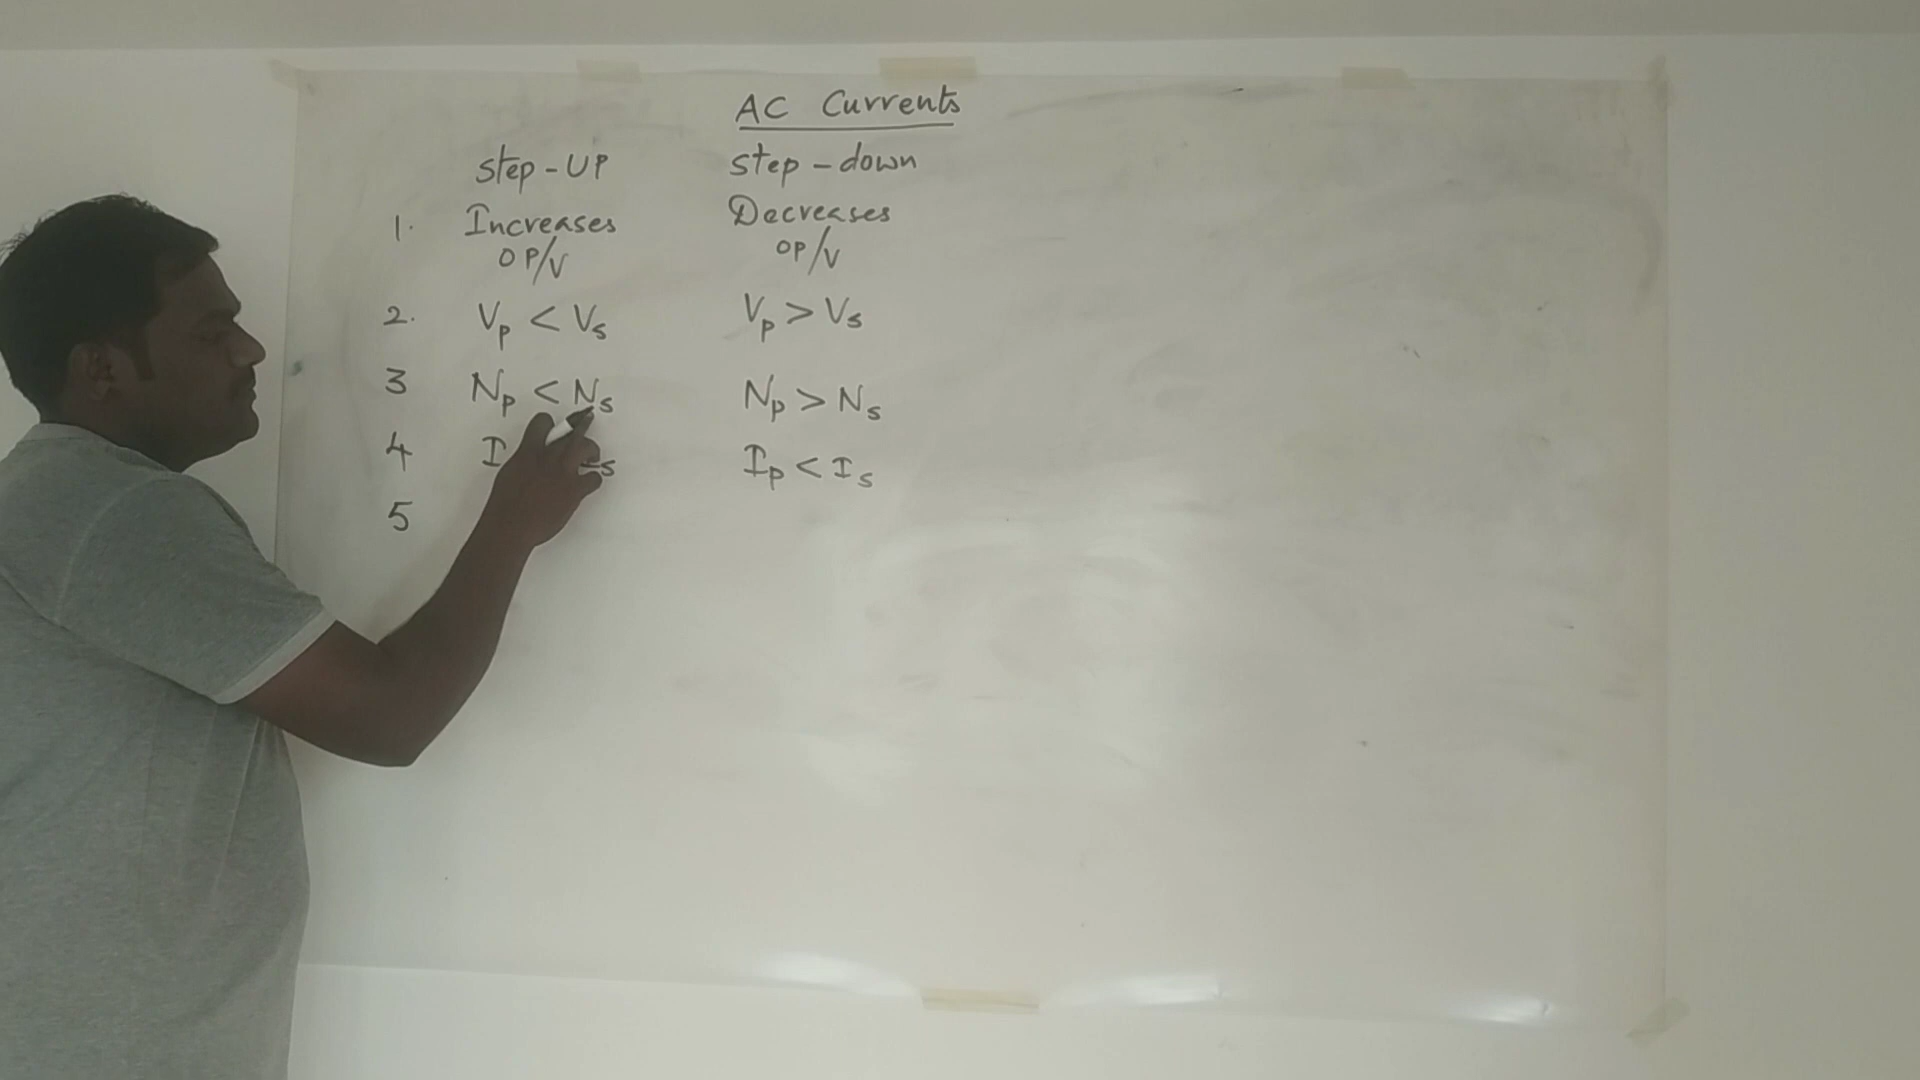 AC Currents
Step-UP Step-down
1. Increases Decreases
OP/V OP/V
2. Vp < Vs Vp > Vs
3 Np < Ns Np > Ns
4 I s Ip < Is
5